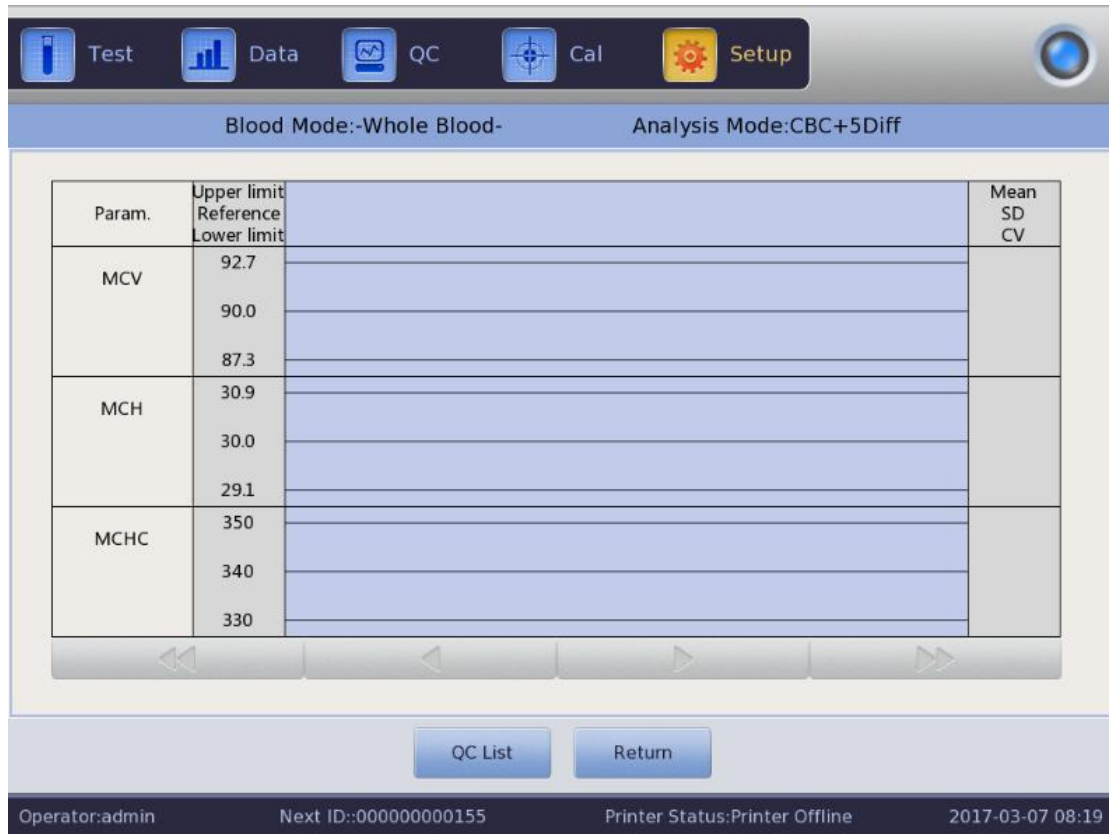 Test Data QC Cal Setup
Blood Mode:-Whole Blood- Analysis Mode:CBC+5Diff
Param.
Upper limit
Reference
Lower limit
Mean
SD
CV
MCV
92.7
90.0
87.3
MCH
30.9
30.0
29.1
MCHC
350
340
330
QC List Return
Operator:admin Next ID::000000000155 Printer Status:Printer Offline 2017-03-07 08:19